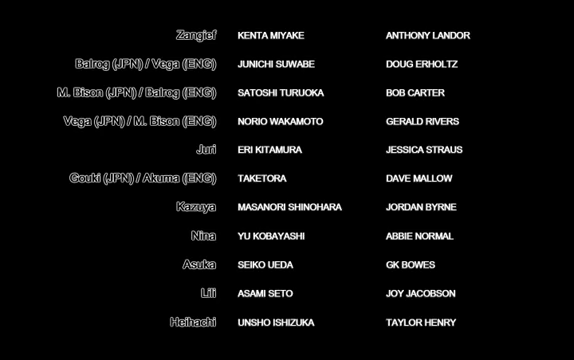 Zangief KENTA MIYAKE ANTHONY LANDOR
Balrog (JPN) / Vega (ENG) JUNICHI SUWABE DOUG ERHOLTZ
M. Bison (JPN) / Balrog (ENG) SATOSHI TURUOKA BOB CARTER
Vega (JPN) / M. Bison (ENG) NORIO WAKAMOTO GERALD RIVERS
Juri ERI KITAMURA JESSICA STRAUS
Gouki (JPN) / Akuma (ENG) TAKETORA DAVE MALLOW
Kazuya MASANORI SHINOHARA JORDAN BYRNE
Nina YU KOBAYASHI ABBIE NORMAL
Asuka SEIKO UEDA GK BOWES
Lili ASAMI SETO JOY JACOBSON
Heihachi UNSHO ISHIZUKA TAYLOR HENRY